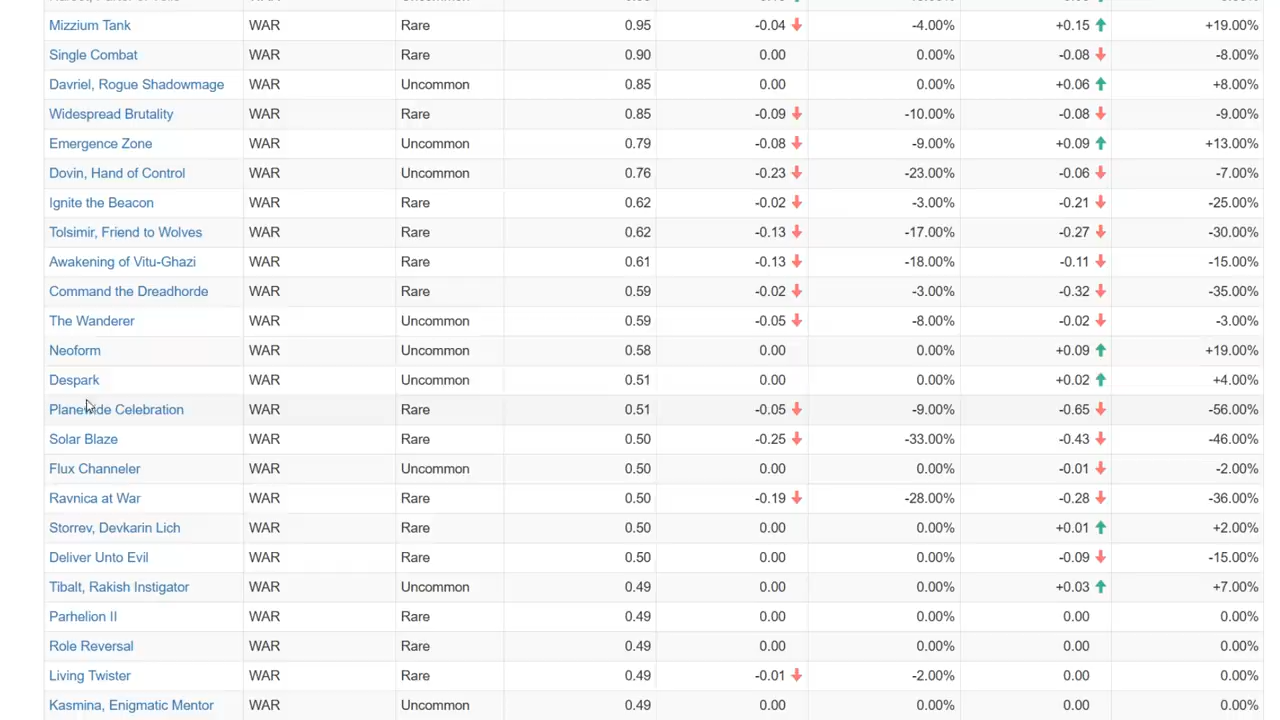 Mizzium Tank WAR Rare 0.95 -0.04 -4.00% +0.15 +19.00%
Single Combat WAR Rare 0.90 0.00 0.00% -0.08 -8.00%
Davriel, Rogue Shadowmage WAR Uncommon 0.85 0.00 0.00% +0.06 +8.00%
Widespread Brutality WAR Rare 0.85 -0.09 -10.00% -0.08 -9.00%
Emergence Zone WAR Uncommon 0.79 -0.08 -9.00% +0.09 +13.00%
Dovin, Hand of Control WAR Uncommon 0.76 -0.23 -23.00% -0.06 -7.00%
Ignite the Beacon WAR Rare 0.62 -0.02 -3.00% -0.21 -25.00%
Tolsimir, Friend to Wolves WAR Rare 0.62 -0.13 -17.00% -0.27 -30.00%
Awakening of Vitu-Ghazi WAR Rare 0.61 -0.13 -18.00% -0.11 -15.00%
Command the Dreadhorde WAR Rare 0.59 -0.02 -3.00% -0.32 -35.00%
The Wanderer WAR Uncommon 0.59 -0.05 -8.00% -0.02 -3.00%
Neoform WAR Uncommon 0.58 0.00 0.00% +0.09 +19.00%
Despark WAR Uncommon 0.51 0.00 0.00% +0.02 +4.00%
Planewide Celebration WAR Rare 0.51 -0.05 -9.00% -0.65 -56.00%
Solar Blaze WAR Rare 0.50 -0.25 -33.00% -0.43 -46.00%
Flux Channeler WAR Uncommon 0.50 0.00 0.00% -0.01 -2.00%
Ravnica at War WAR Rare 0.50 -0.19 -28.00% -0.28 -36.00%
Storrev, Devkarin Lich WAR Rare 0.50 0.00 0.00% +0.01 +2.00%
Deliver Unto Evil WAR Rare 0.50 0.00 0.00% -0.09 -15.00%
Tibalt, Rakish Instigator WAR Uncommon 0.49 0.00 0.00% +0.03 +7.00%
Parhelion II WAR Rare 0.49 0.00 0.00% 0.00 0.00%
Role Reversal WAR Rare 0.49 0.00 0.00% 0.00 0.00%
Living Twister WAR Rare 0.49 -0.01 -2.00% 0.00 0.00%
Kasmina, Enigmatic Mentor WAR Uncommon 0.49 0.00 0.00% 0.00 0.00%